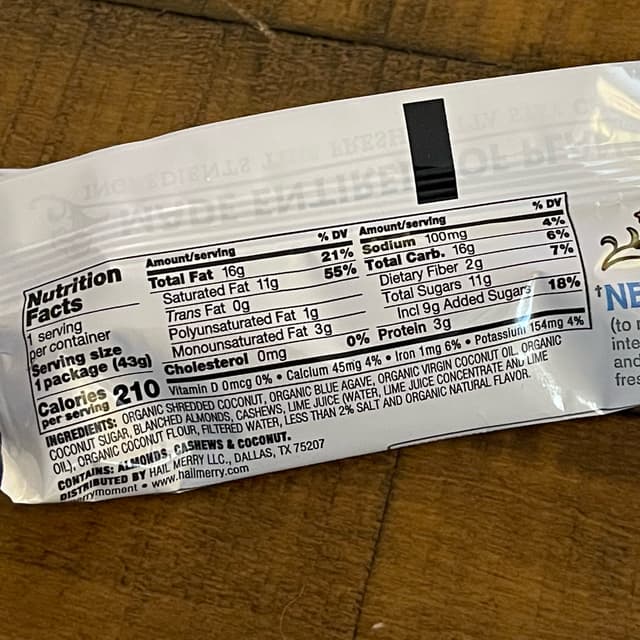 Nutrition
Facts
1 serving
per container
Serving size
1 package (43g)
Calories 210
per serving
Amount/serving % DV
Total Fat 16g 21%
Saturated Fat 11g 55%
Trans Fat 0g
Polyunsaturated Fat 1g
Monounsaturated Fat 3g
Cholesterol 0mg 0%
Amount/serving % DV
Sodium 100mg 4%
Total Carb. 16g 6%
Dietary Fiber 2g 7%
Total Sugars 11g
Incl 9g Added Sugars 18%
Protein 3g
Vitamin D 0mcg 0% • Calcium 45mg 4% • Iron 1mg 6% • Potassium 154mg 4%
INGREDIENTS: ORGANIC SHREDDED COCONUT, ORGANIC BLUE AGAVE, ORGANIC VIRGIN COCONUT OIL, ORGANIC
COCONUT SUGAR, BLANCHED ALMONDS, CASHEWS, LIME JUICE (WATER, LIME JUICE CONCENTRATE AND LIME
OIL), ORGANIC COCONUT FLOUR, FILTERED WATER, LESS THAN 2% SALT AND ORGANIC NATURAL FLAVOR.
CONTAINS: ALMONDS, CASHEWS & COCONUT.
DISTRIBUTED BY HAIL MERRY LLC., DALLAS, TX 75207
rrymoment • www.hailmerry.com
†NE
(to
inte
and
fre